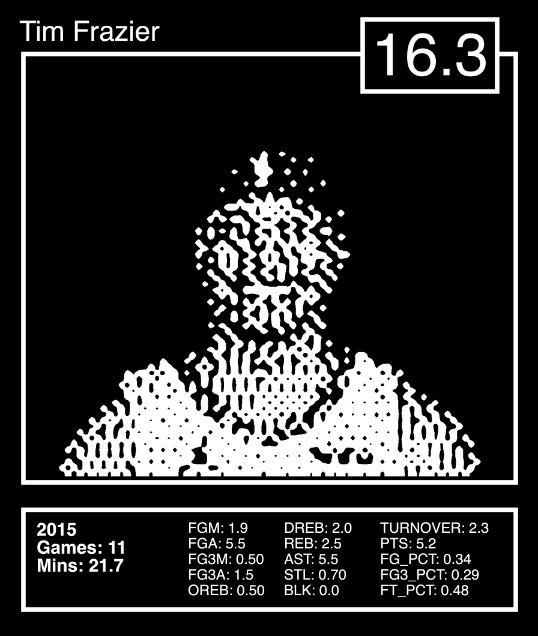 Tim Frazier
16.3
2015
Games: 11
Mins: 21.7
FGM: 1.9
FGA: 5.5
FG3M: 0.50
FG3A: 1.5
OREB: 0.50
DREB: 2.0
REB: 2.5
AST: 5.5
STL: 0.70
BLK: 0.0
TURNOVER: 2.3
PTS: 5.2
FG_PCT: 0.34
FG3_PCT: 0.29
FT_PCT: 0.48